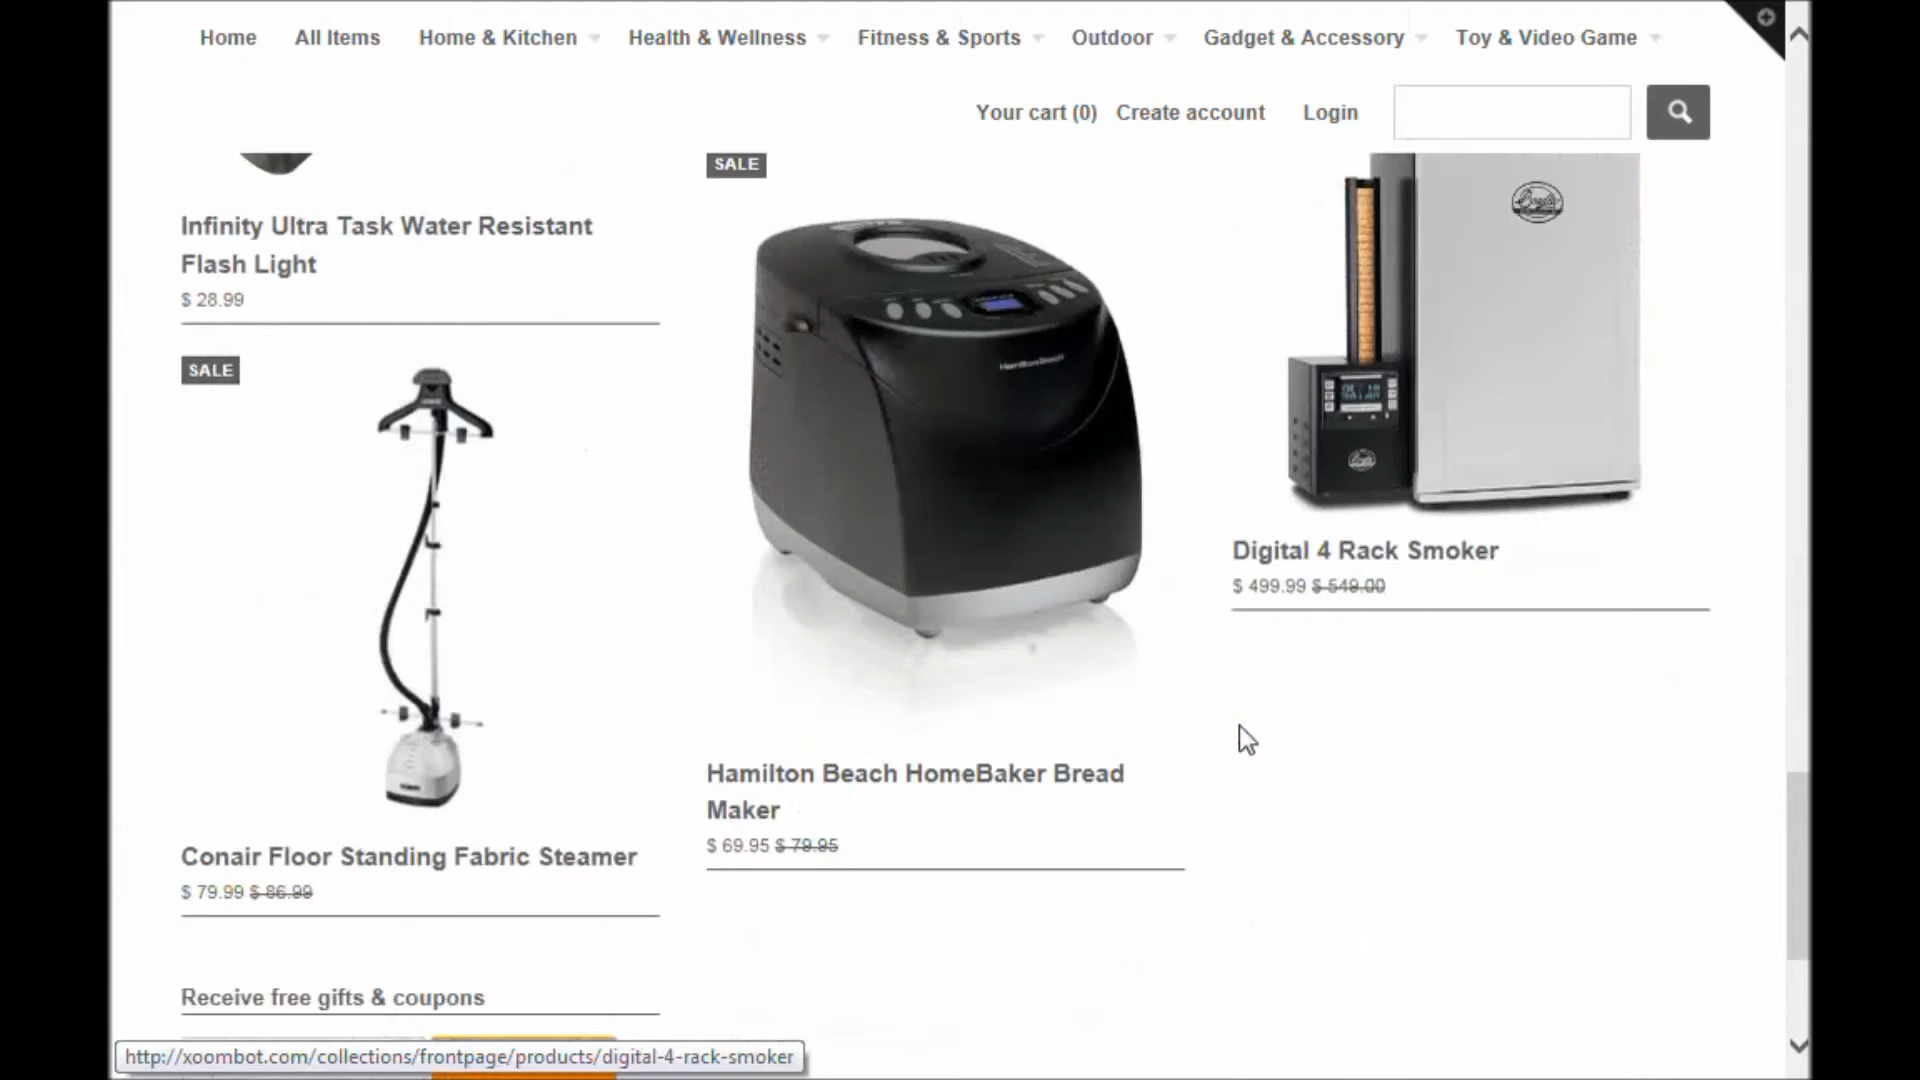 Home All Items Home & Kitchen Health & Wellness Fitness & Sports Outdoor Gadget & Accessory Toy & Video Game
Your cart (0) Create account Login
Infinity Ultra Task Water Resistant
Flash Light
$ 28.99
SALE
Conair Floor Standing Fabric Steamer
$ 79.99 $ 86.99
SALE
Hamilton Beach
Hamilton Beach HomeBaker Bread
Maker
$ 69.95 $ 79.95
Digital 4 Rack Smoker
$ 499.99 $ 549.00
Receive free gifts & coupons
http://xoombot.com/collections/frontpage/products/digital-4-rack-smoker